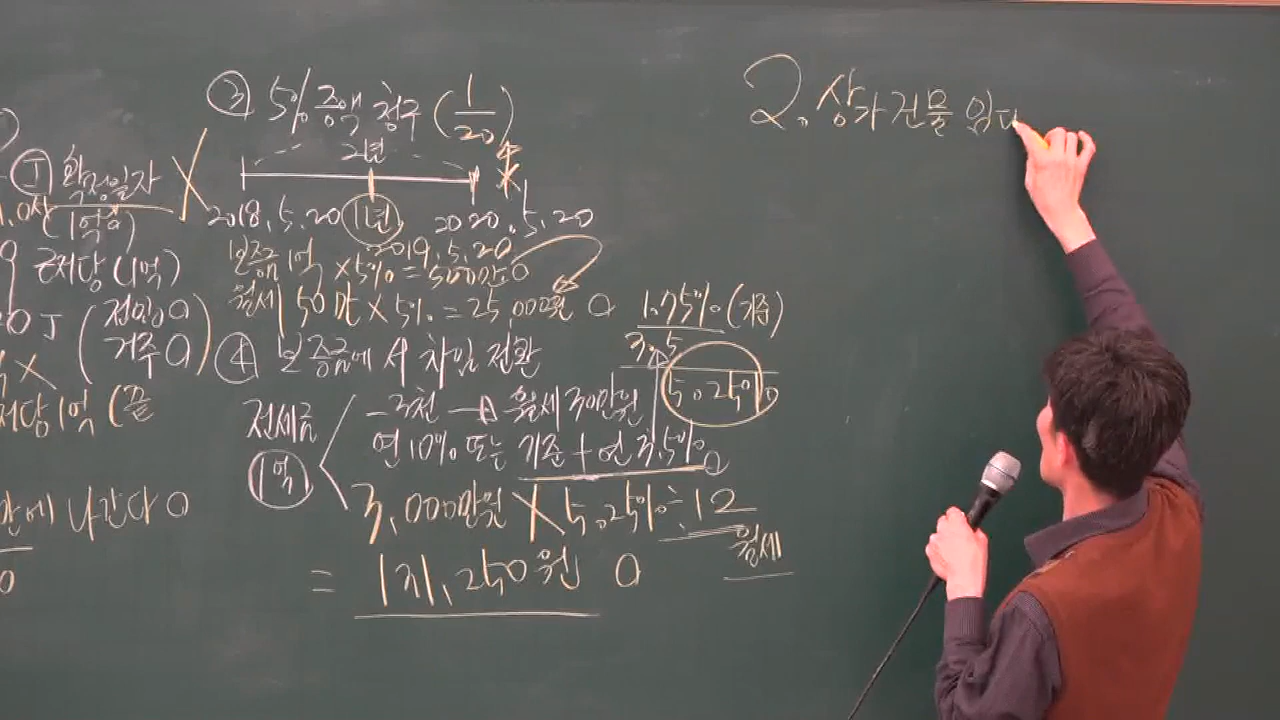 ① 확정일자
(1억)
근저당 (1억)
전입 O
거주 O
저당 1억 (끝
만에 나간다 O
③ 5% 증액 청구 (1/20)
2년
2018.5.20 1년 2020.5.20
2019.5.20
보증금 1억 ×5% = 500만 O
월세 50만×5% = 25,000원 O
④ 보증금에서 차임 전환
1.75% (기준)
3.5
5.25% O
전세금
1억
-3천 → 월세 30만원
연 10% 또는 기준 + 연 3.5%
3,000만원 × 5.25% ÷ 12
월세
= 131,250원 O
2. 상가건물 임다